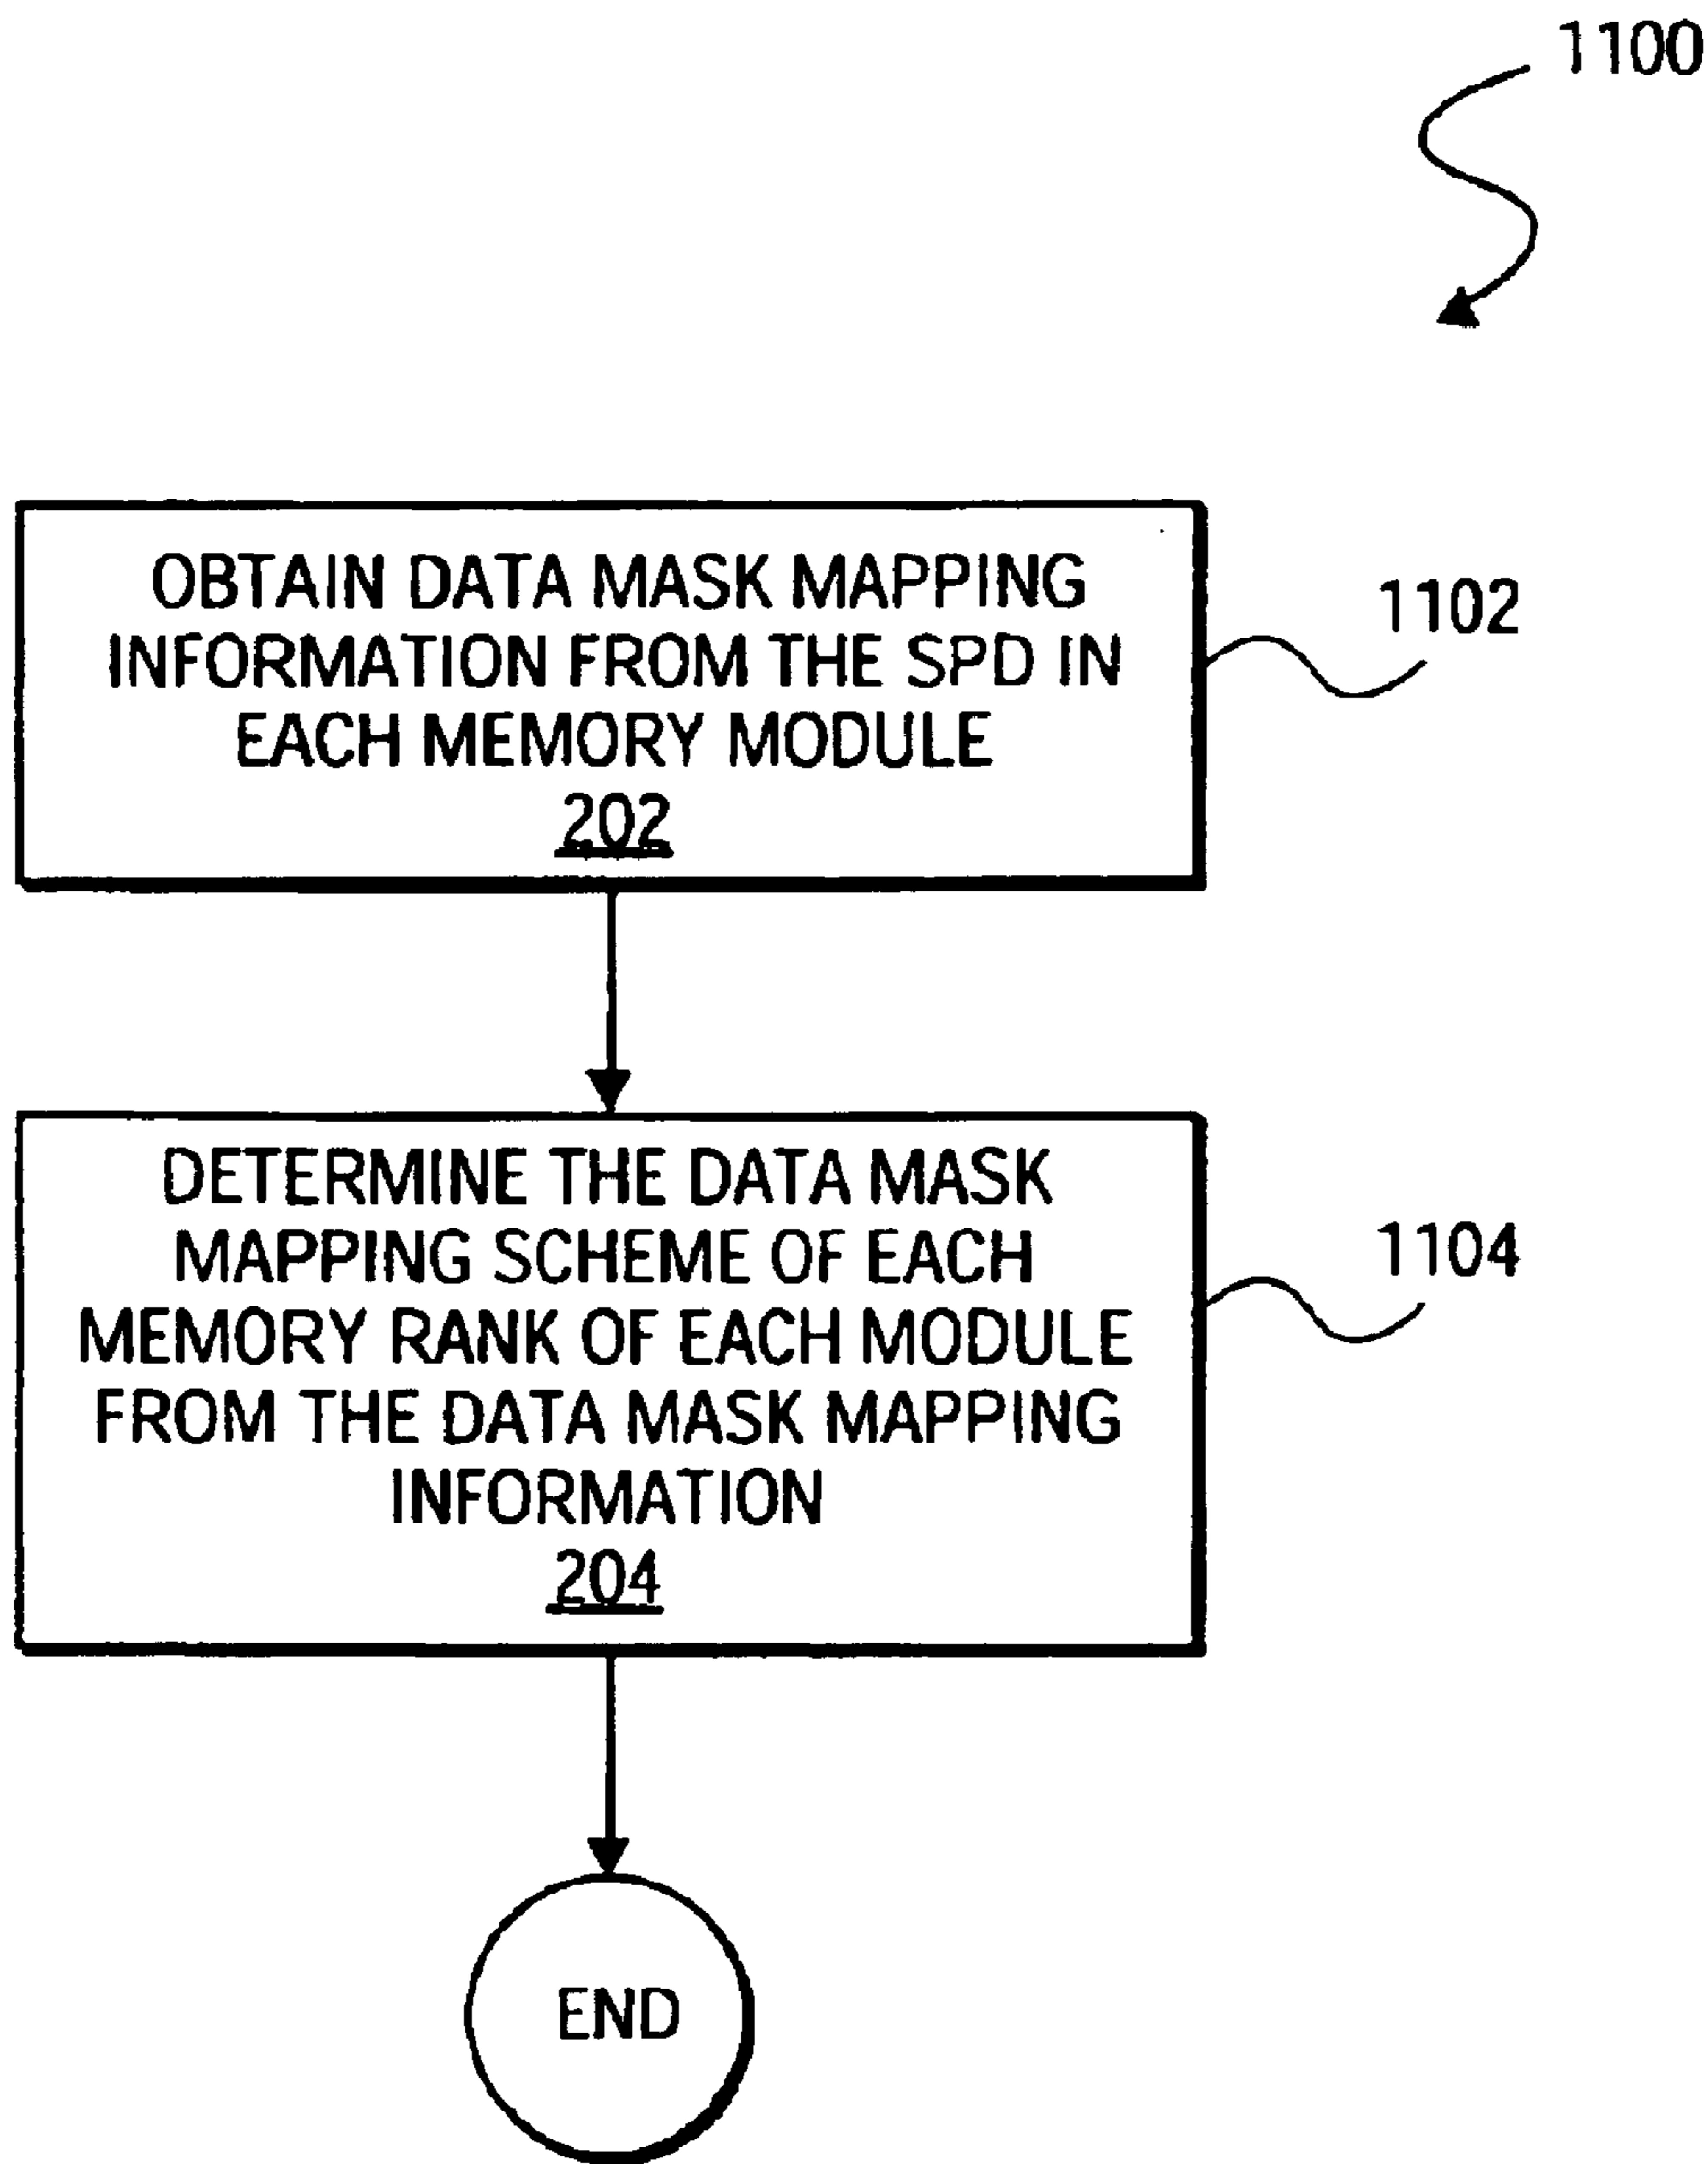 1100
OBTAIN DATA MASK MAPPING
INFORMATION FROM THE SPD IN
EACH MEMORY MODULE
202
1102
DETERMINE THE DATA MASK
MAPPING SCHEME OF EACH
MEMORY RANK OF EACH MODULE
FROM THE DATA MASK MAPPING
INFORMATION
204
1104
END